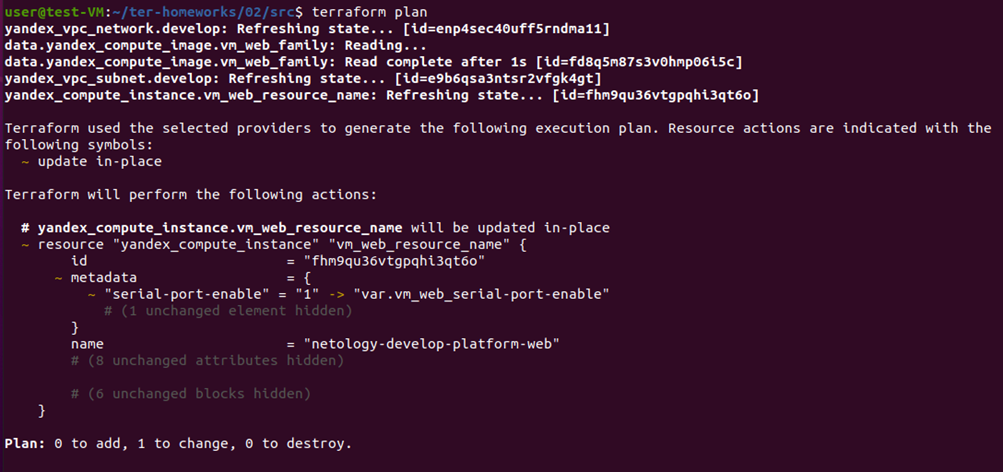 user@test-VM:~/ter-homeworks/02/src$ terraform plan
yandex_vpc_network.develop: Refreshing state... [id=enp4sec40uff5rndma11]
data.yandex_compute_image.vm_web_family: Reading...
data.yandex_compute_image.vm_web_family: Read complete after 1s [id=fd8q5m87s3v0hmp06i5c]
yandex_vpc_subnet.develop: Refreshing state... [id=e9b6qsa3ntsr2vfgk4gt]
yandex_compute_instance.vm_web_resource_name: Refreshing state... [id=fhm9qu36vtgpqhi3qt6o]
Terraform used the selected providers to generate the following execution plan. Resource actions are indicated with the
following symbols:
  ~ update in-place
Terraform will perform the following actions:
  # yandex_compute_instance.vm_web_resource_name will be updated in-place
  ~ resource "yandex_compute_instance" "vm_web_resource_name" {
        id                        = "fhm9qu36vtgpqhi3qt6o"
      ~ metadata                  = {
          ~ "serial-port-enable" = "1" -> "var.vm_web_serial-port-enable"
            # (1 unchanged element hidden)
        }
        name                      = "netology-develop-platform-web"
        # (8 unchanged attributes hidden)
        # (6 unchanged blocks hidden)
    }
Plan: 0 to add, 1 to change, 0 to destroy.